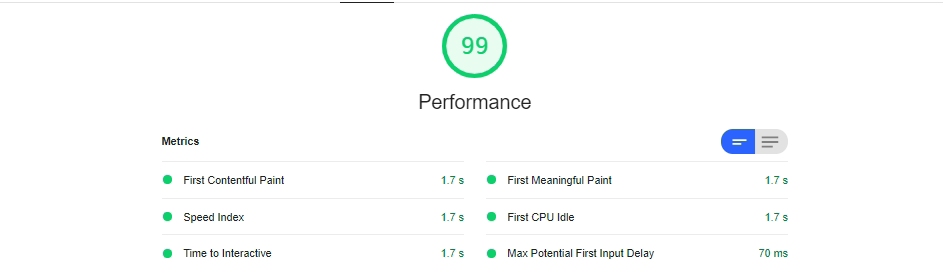 99
Performance
Metrics
First Contentful Paint 1.7 s
First Meaningful Paint 1.7 s
Speed Index 1.7 s
First CPU Idle 1.7 s
Time to Interactive 1.7 s
Max Potential First Input Delay 70 ms